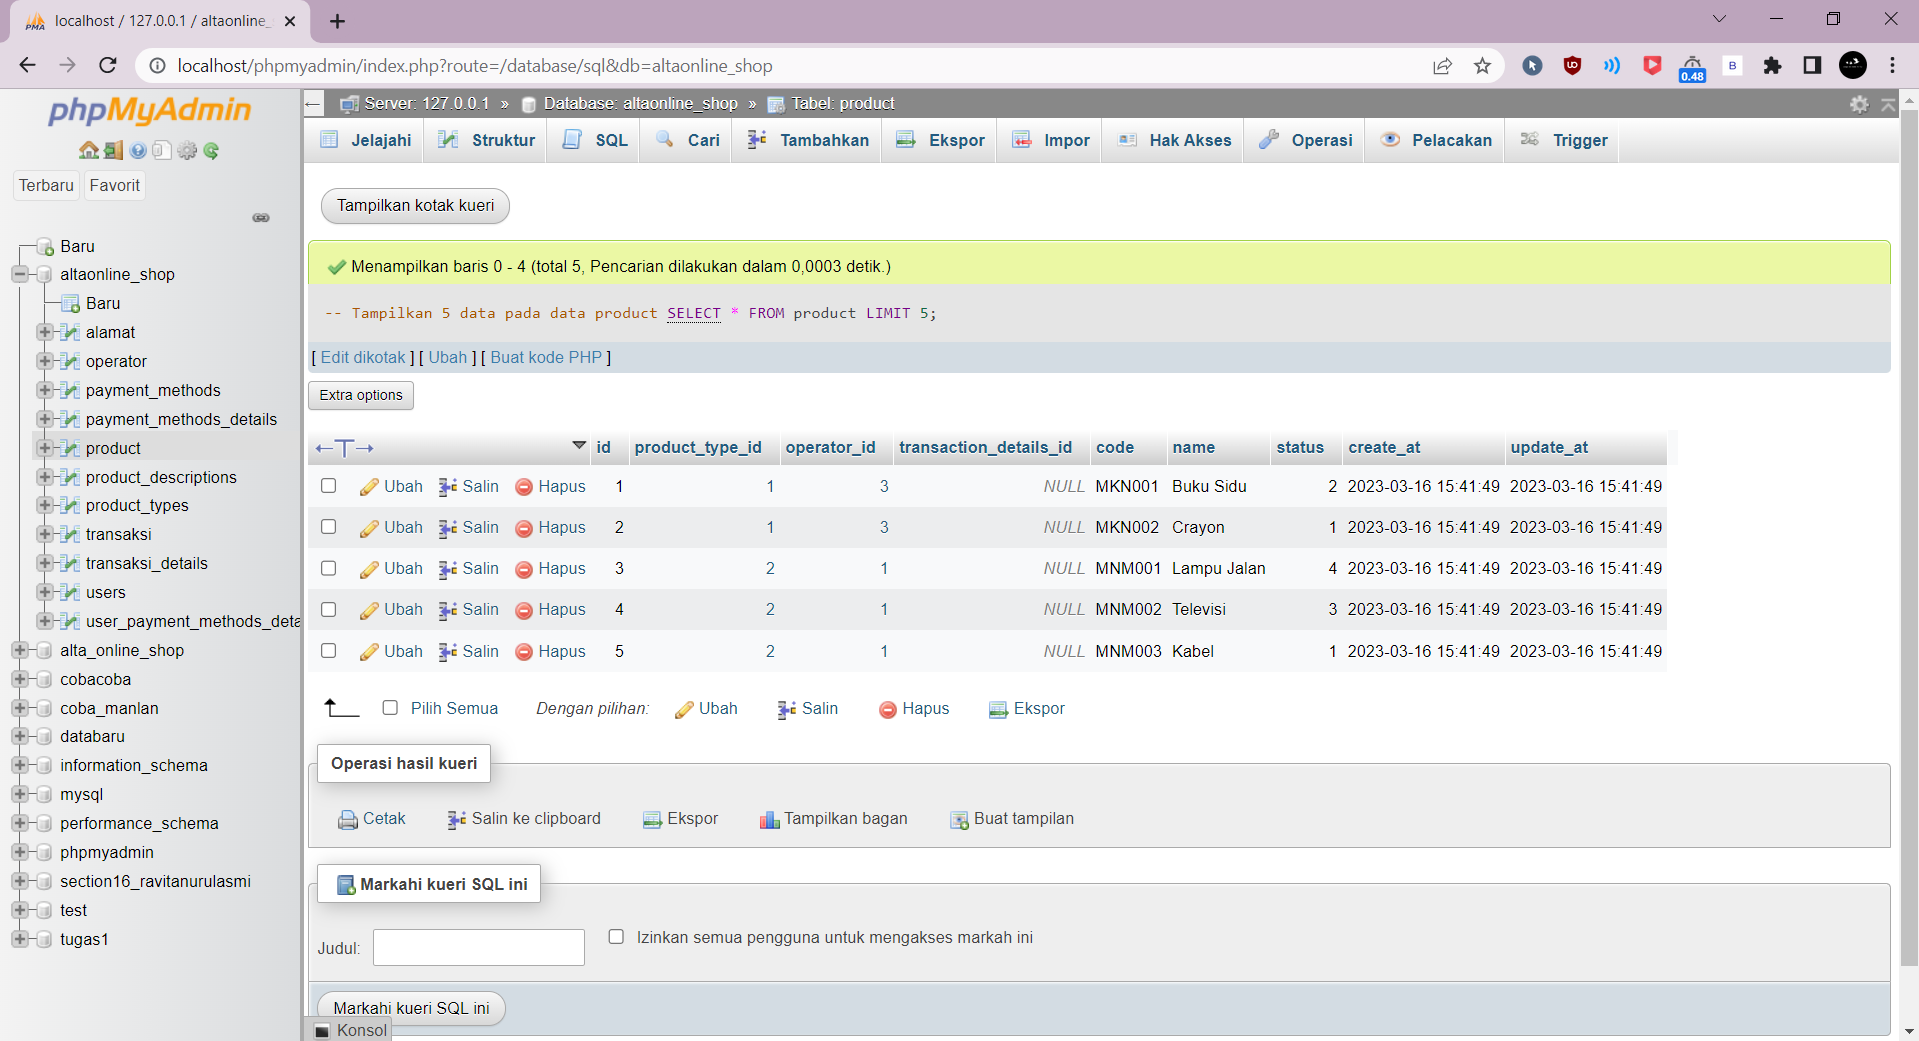 localhost / 127.0.0.1 / altaonline_
localhost/phpmyadmin/index.php?route=/database/sql&db=altaonline_shop
0.48
phpMyAdmin
Terbaru Favorit
Baru
altaonline_shop
Baru
alamat
operator
payment_methods
payment_methods_details
product
product_descriptions
product_types
transaksi
transaksi_details
users
user_payment_methods_deta
alta_online_shop
cobacoba
coba_manlan
databaru
information_schema
mysql
performance_schema
phpmyadmin
section16_ravitanurulasmi
test
tugas1
Server: 127.0.0.1 » Database: altaonline_shop » Tabel: product
Jelajahi Struktur SQL Cari Tambahkan Ekspor Impor Hak Akses Operasi Pelacakan Trigger
Tampilkan kotak kueri
Menampilkan baris 0 - 4 (total 5, Pencarian dilakukan dalam 0,0003 detik.)
-- Tampilkan 5 data pada data product SELECT * FROM product LIMIT 5;
[ Edit dikotak ] [ Ubah ] [ Buat kode PHP ]
Extra options
id product_type_id operator_id transaction_details_id code name status create_at update_at
Ubah Salin Hapus 1 1 3 NULL MKN001 Buku Sidu 2 2023-03-16 15:41:49 2023-03-16 15:41:49
Ubah Salin Hapus 2 1 3 NULL MKN002 Crayon 1 2023-03-16 15:41:49 2023-03-16 15:41:49
Ubah Salin Hapus 3 2 1 NULL MNM001 Lampu Jalan 4 2023-03-16 15:41:49 2023-03-16 15:41:49
Ubah Salin Hapus 4 2 1 NULL MNM002 Televisi 3 2023-03-16 15:41:49 2023-03-16 15:41:49
Ubah Salin Hapus 5 2 1 NULL MNM003 Kabel 1 2023-03-16 15:41:49 2023-03-16 15:41:49
Pilih Semua Dengan pilihan: Ubah Salin Hapus Ekspor
Operasi hasil kueri
Cetak Salin ke clipboard Ekspor Tampilkan bagan Buat tampilan
Markahi kueri SQL ini
Judul: Izinkan semua pengguna untuk mengakses markah ini
Markahi kueri SQL ini
Konsol